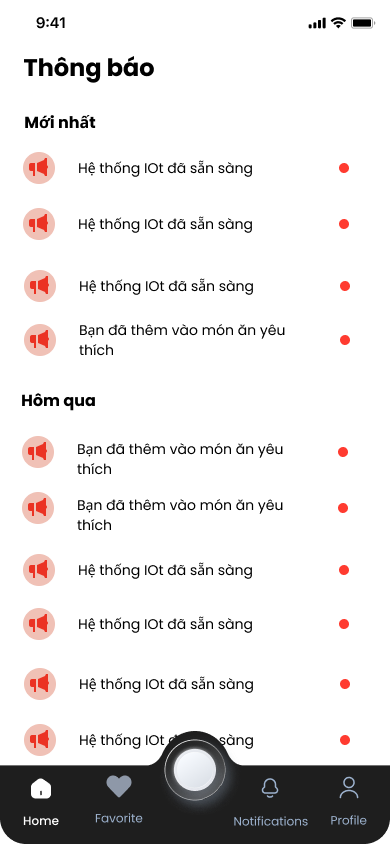 9:41
Thông báo
Mới nhất
Hệ thống IOt đã sẵn sàng
Hệ thống IOt đã sẵn sàng
Hệ thống IOt đã sẵn sàng
Bạn đã thêm vào món ăn yêu
thích
Hôm qua
Bạn đã thêm vào món ăn yêu
thích
Bạn đã thêm vào món ăn yêu
thích
Hệ thống IOt đã sẵn sàng
Hệ thống IOt đã sẵn sàng
Hệ thống IOt đã sẵn sàng
Hệ thống IOt sàng
Home
Favorite
Notifications
Profile